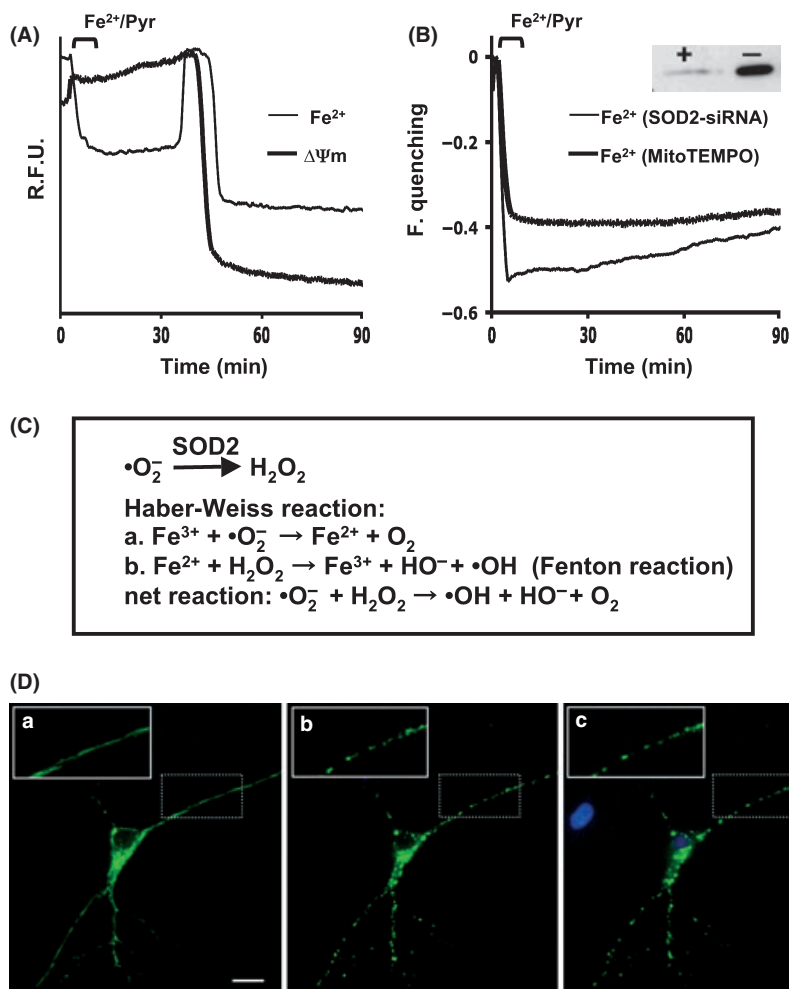 (A)
Fe²⁺/Pyr
R.F.U.
Fe²⁺
ΔΨm
0 30 60 90
Time (min)
(B)
Fe²⁺/Pyr
+ −
F. quenching
0
−0.2
−0.4
−0.6
Fe²⁺ (SOD2-siRNA)
Fe²⁺ (MitoTEMPO)
0 30 60 90
Time (min)
(C)
SOD2
•O₂⁻ → H₂O₂
Haber-Weiss reaction:
a. Fe³⁺ + •O₂⁻ → Fe²⁺ + O₂
b. Fe²⁺ + H₂O₂ → Fe³⁺ + HO⁻ + •OH (Fenton reaction)
net reaction: •O₂⁻ + H₂O₂ → •OH + HO⁻ + O₂
(D)
a b c